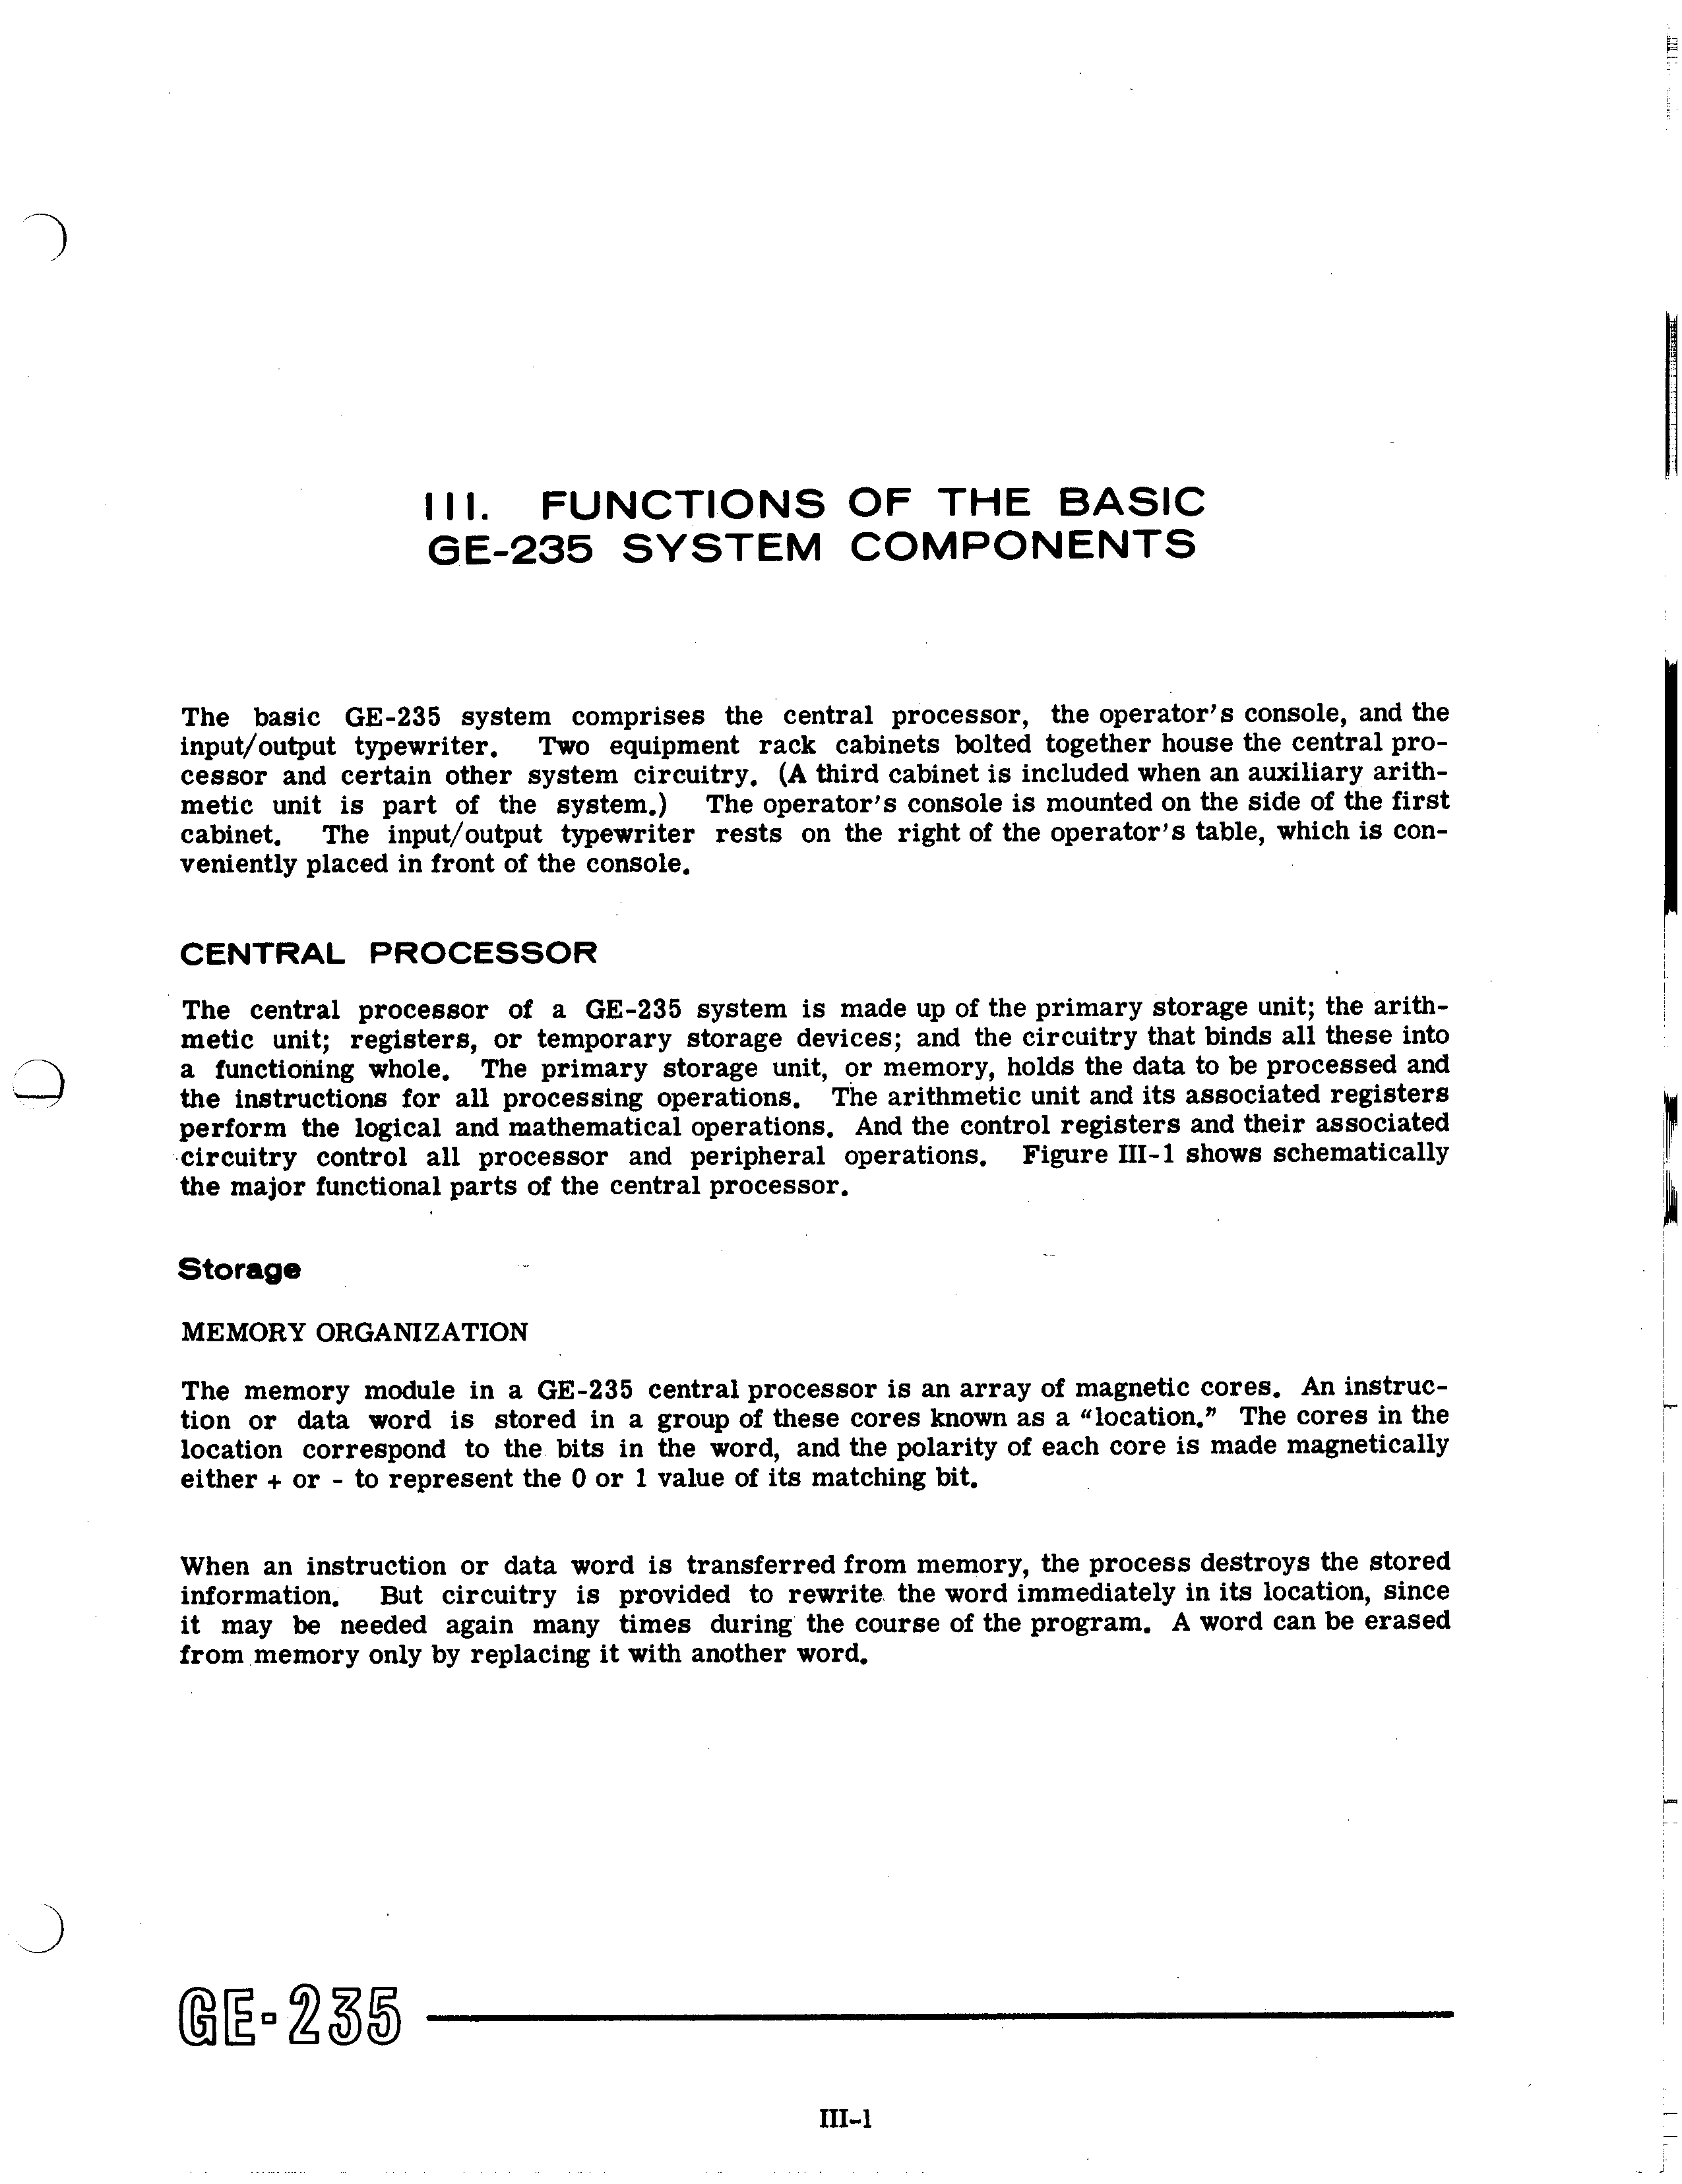 III. FUNCTIONS OF THE BASIC
GE-235 SYSTEM COMPONENTS
The basic GE-235 system comprises the central processor, the operator's console, and the
input/output typewriter. Two equipment rack cabinets bolted together house the central pro-
cessor and certain other system circuitry. (A third cabinet is included when an auxiliary arith-
metic unit is part of the system.) The operator's console is mounted on the side of the first
cabinet. The input/output typewriter rests on the right of the operator's table, which is con-
veniently placed in front of the console.
CENTRAL PROCESSOR
The central processor of a GE-235 system is made up of the primary storage unit; the arith-
metic unit; registers, or temporary storage devices; and the circuitry that binds all these into
a functioning whole. The primary storage unit, or memory, holds the data to be processed and
the instructions for all processing operations. The arithmetic unit and its associated registers
perform the logical and mathematical operations. And the control registers and their associated
circuitry control all processor and peripheral operations. Figure III-1 shows schematically
the major functional parts of the central processor.
Storage
MEMORY ORGANIZATION
The memory module in a GE-235 central processor is an array of magnetic cores. An instruc-
tion or data word is stored in a group of these cores known as a “location.” The cores in the
location correspond to the bits in the word, and the polarity of each core is made magnetically
either + or - to represent the 0 or 1 value of its matching bit.
When an instruction or data word is transferred from memory, the process destroys the stored
information. But circuitry is provided to rewrite the word immediately in its location, since
it may be needed again many times during the course of the program. A word can be erased
from memory only by replacing it with another word.
GE-235
III-1